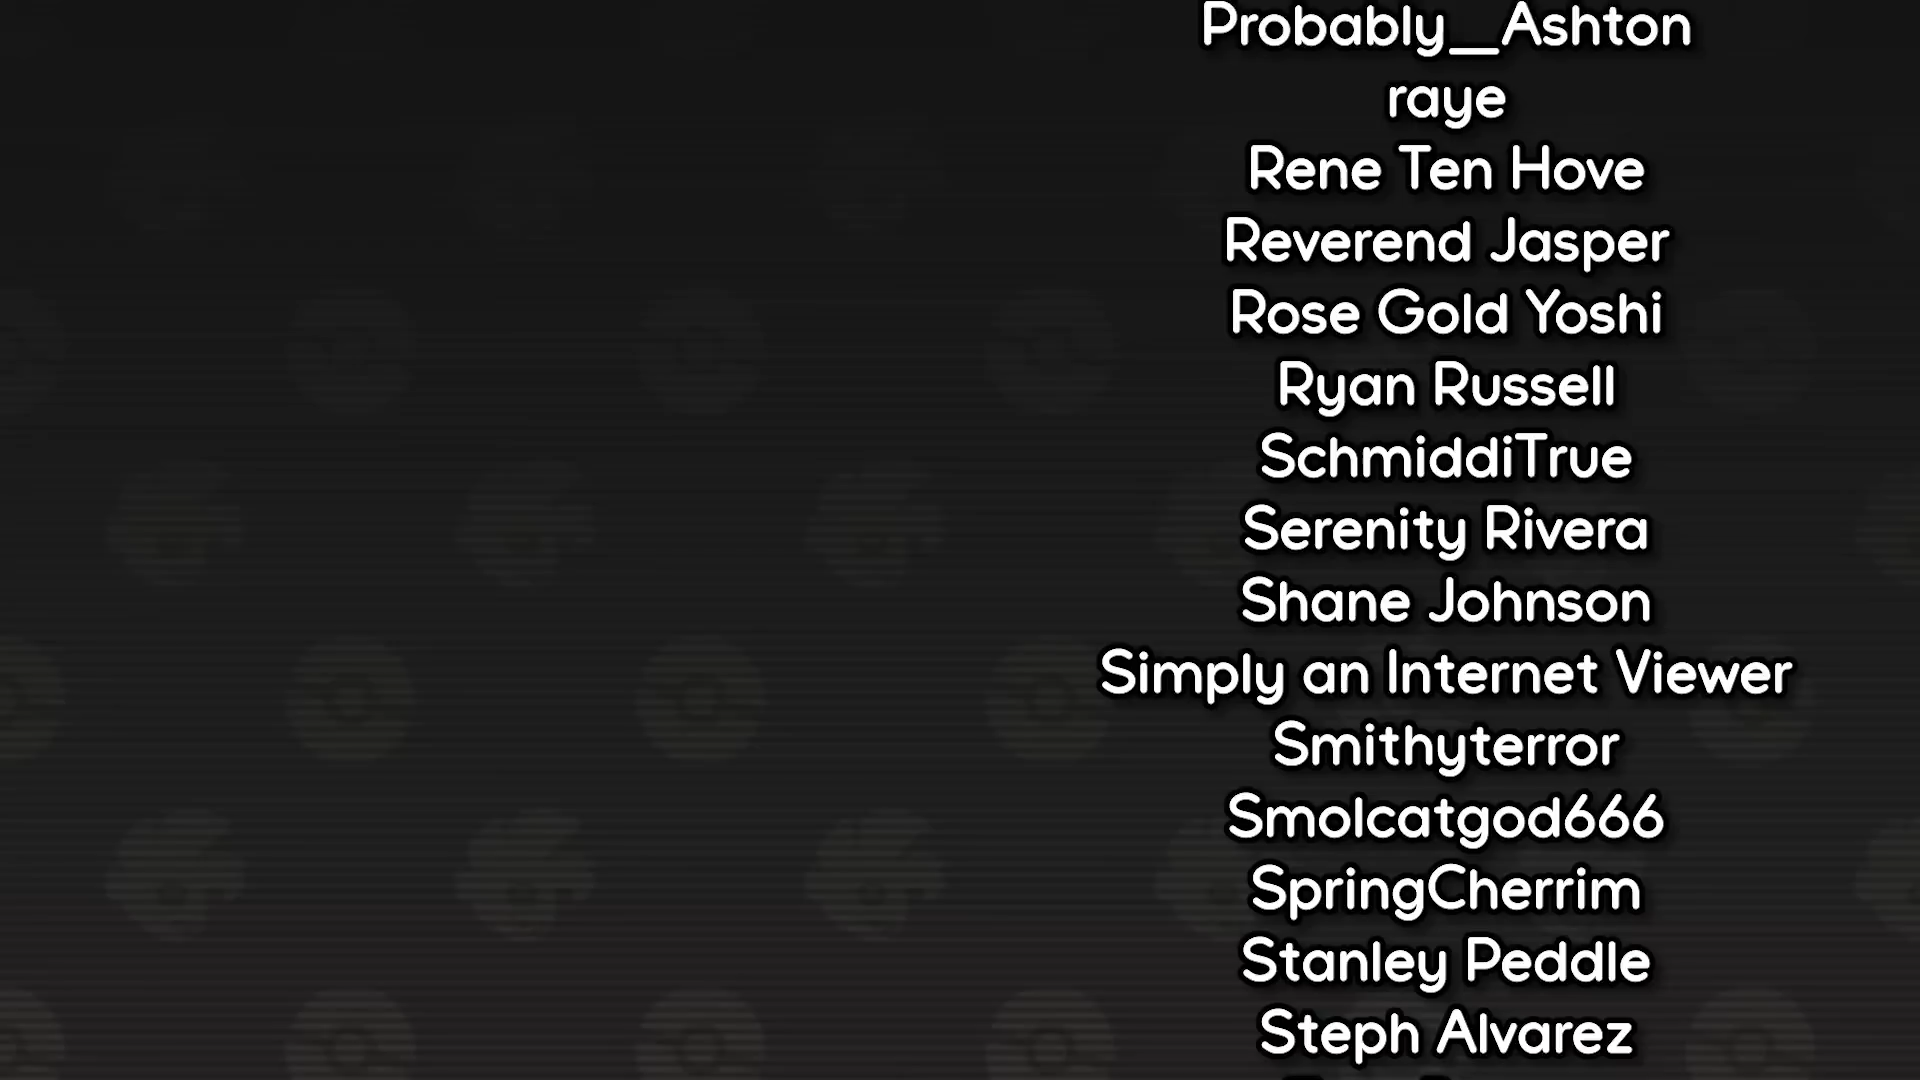 Probably__Ashton
raye
Rene Ten Hove
Reverend Jasper
Rose Gold Yoshi
Ryan Russell
SchmiddiTrue
Serenity Rivera
Shane Johnson
Simply an Internet Viewer
Smithyterror
Smolcatgod666
SpringCherrim
Stanley Peddle
Steph Alvarez